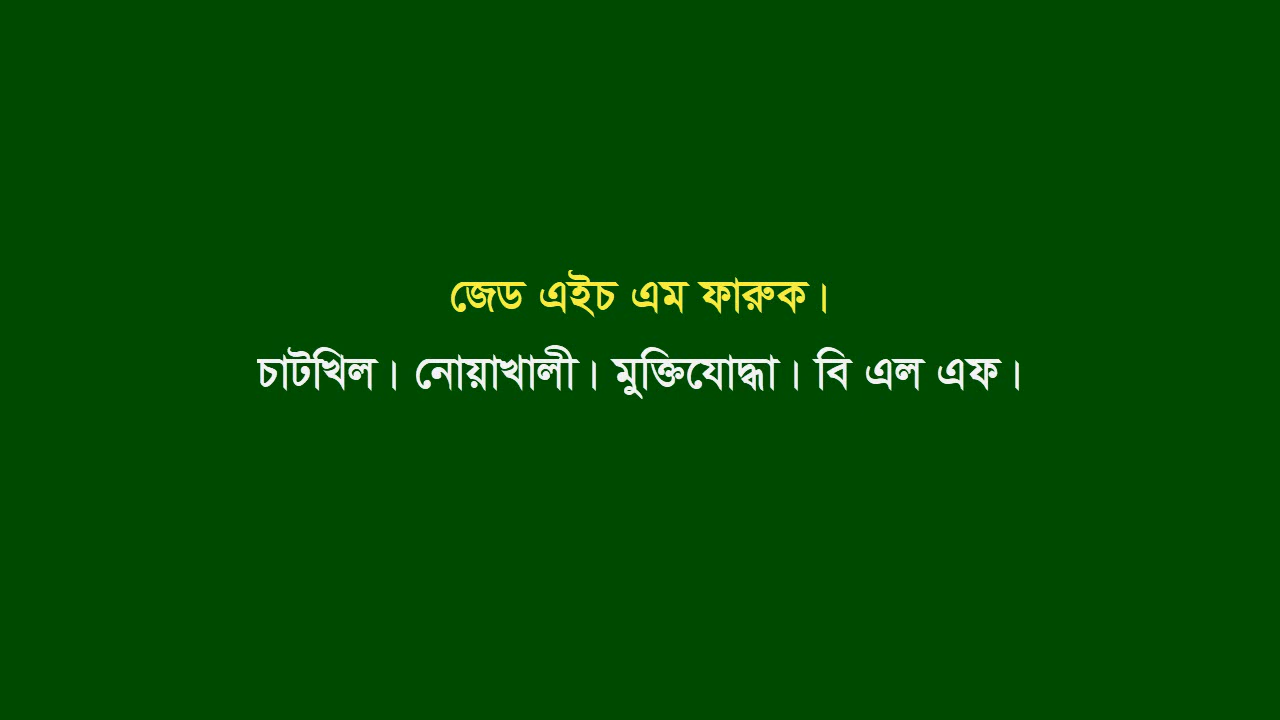 জেড এইচ এম ফারুক।
চাটখিল। নোয়াখালী। মুক্তিযোদ্ধা। বি এল এফ।